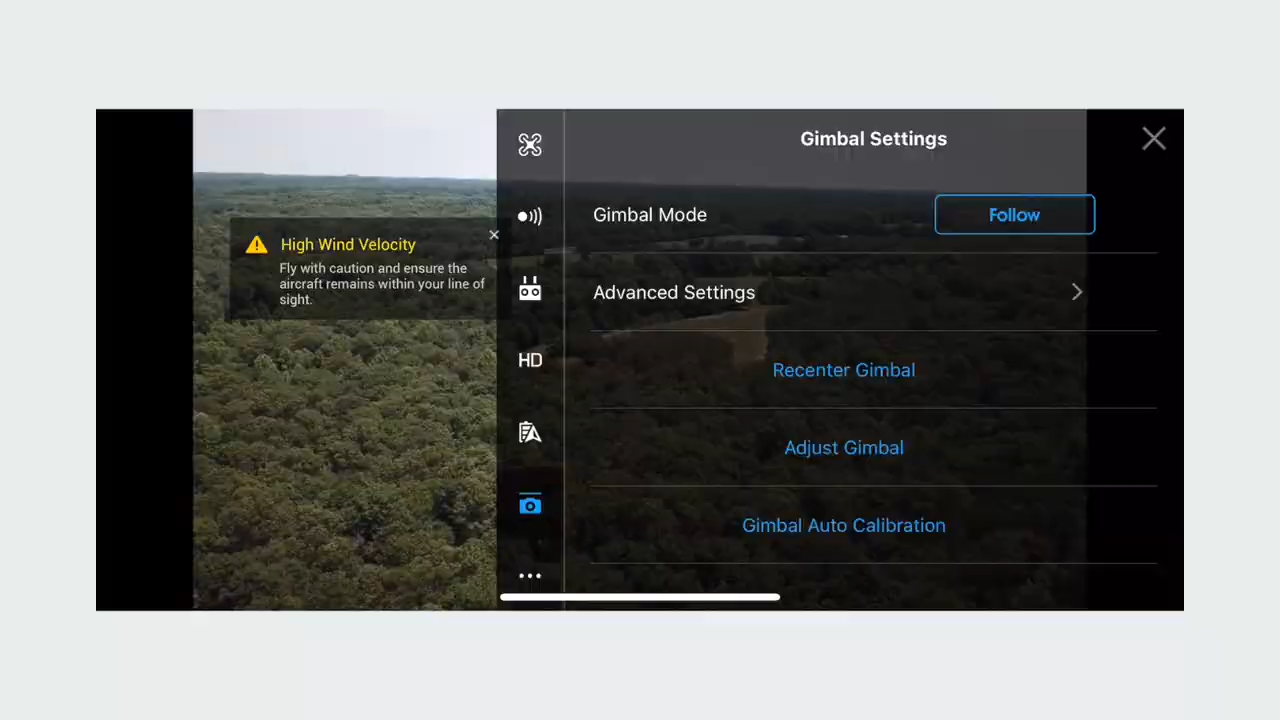 Gimbal Settings
High Wind Velocity
Fly with caution and ensure the
aircraft remains within your line of
sight.
HD
Gimbal Mode
Follow
Advanced Settings
Recenter Gimbal
Adjust Gimbal
Gimbal Auto Calibration